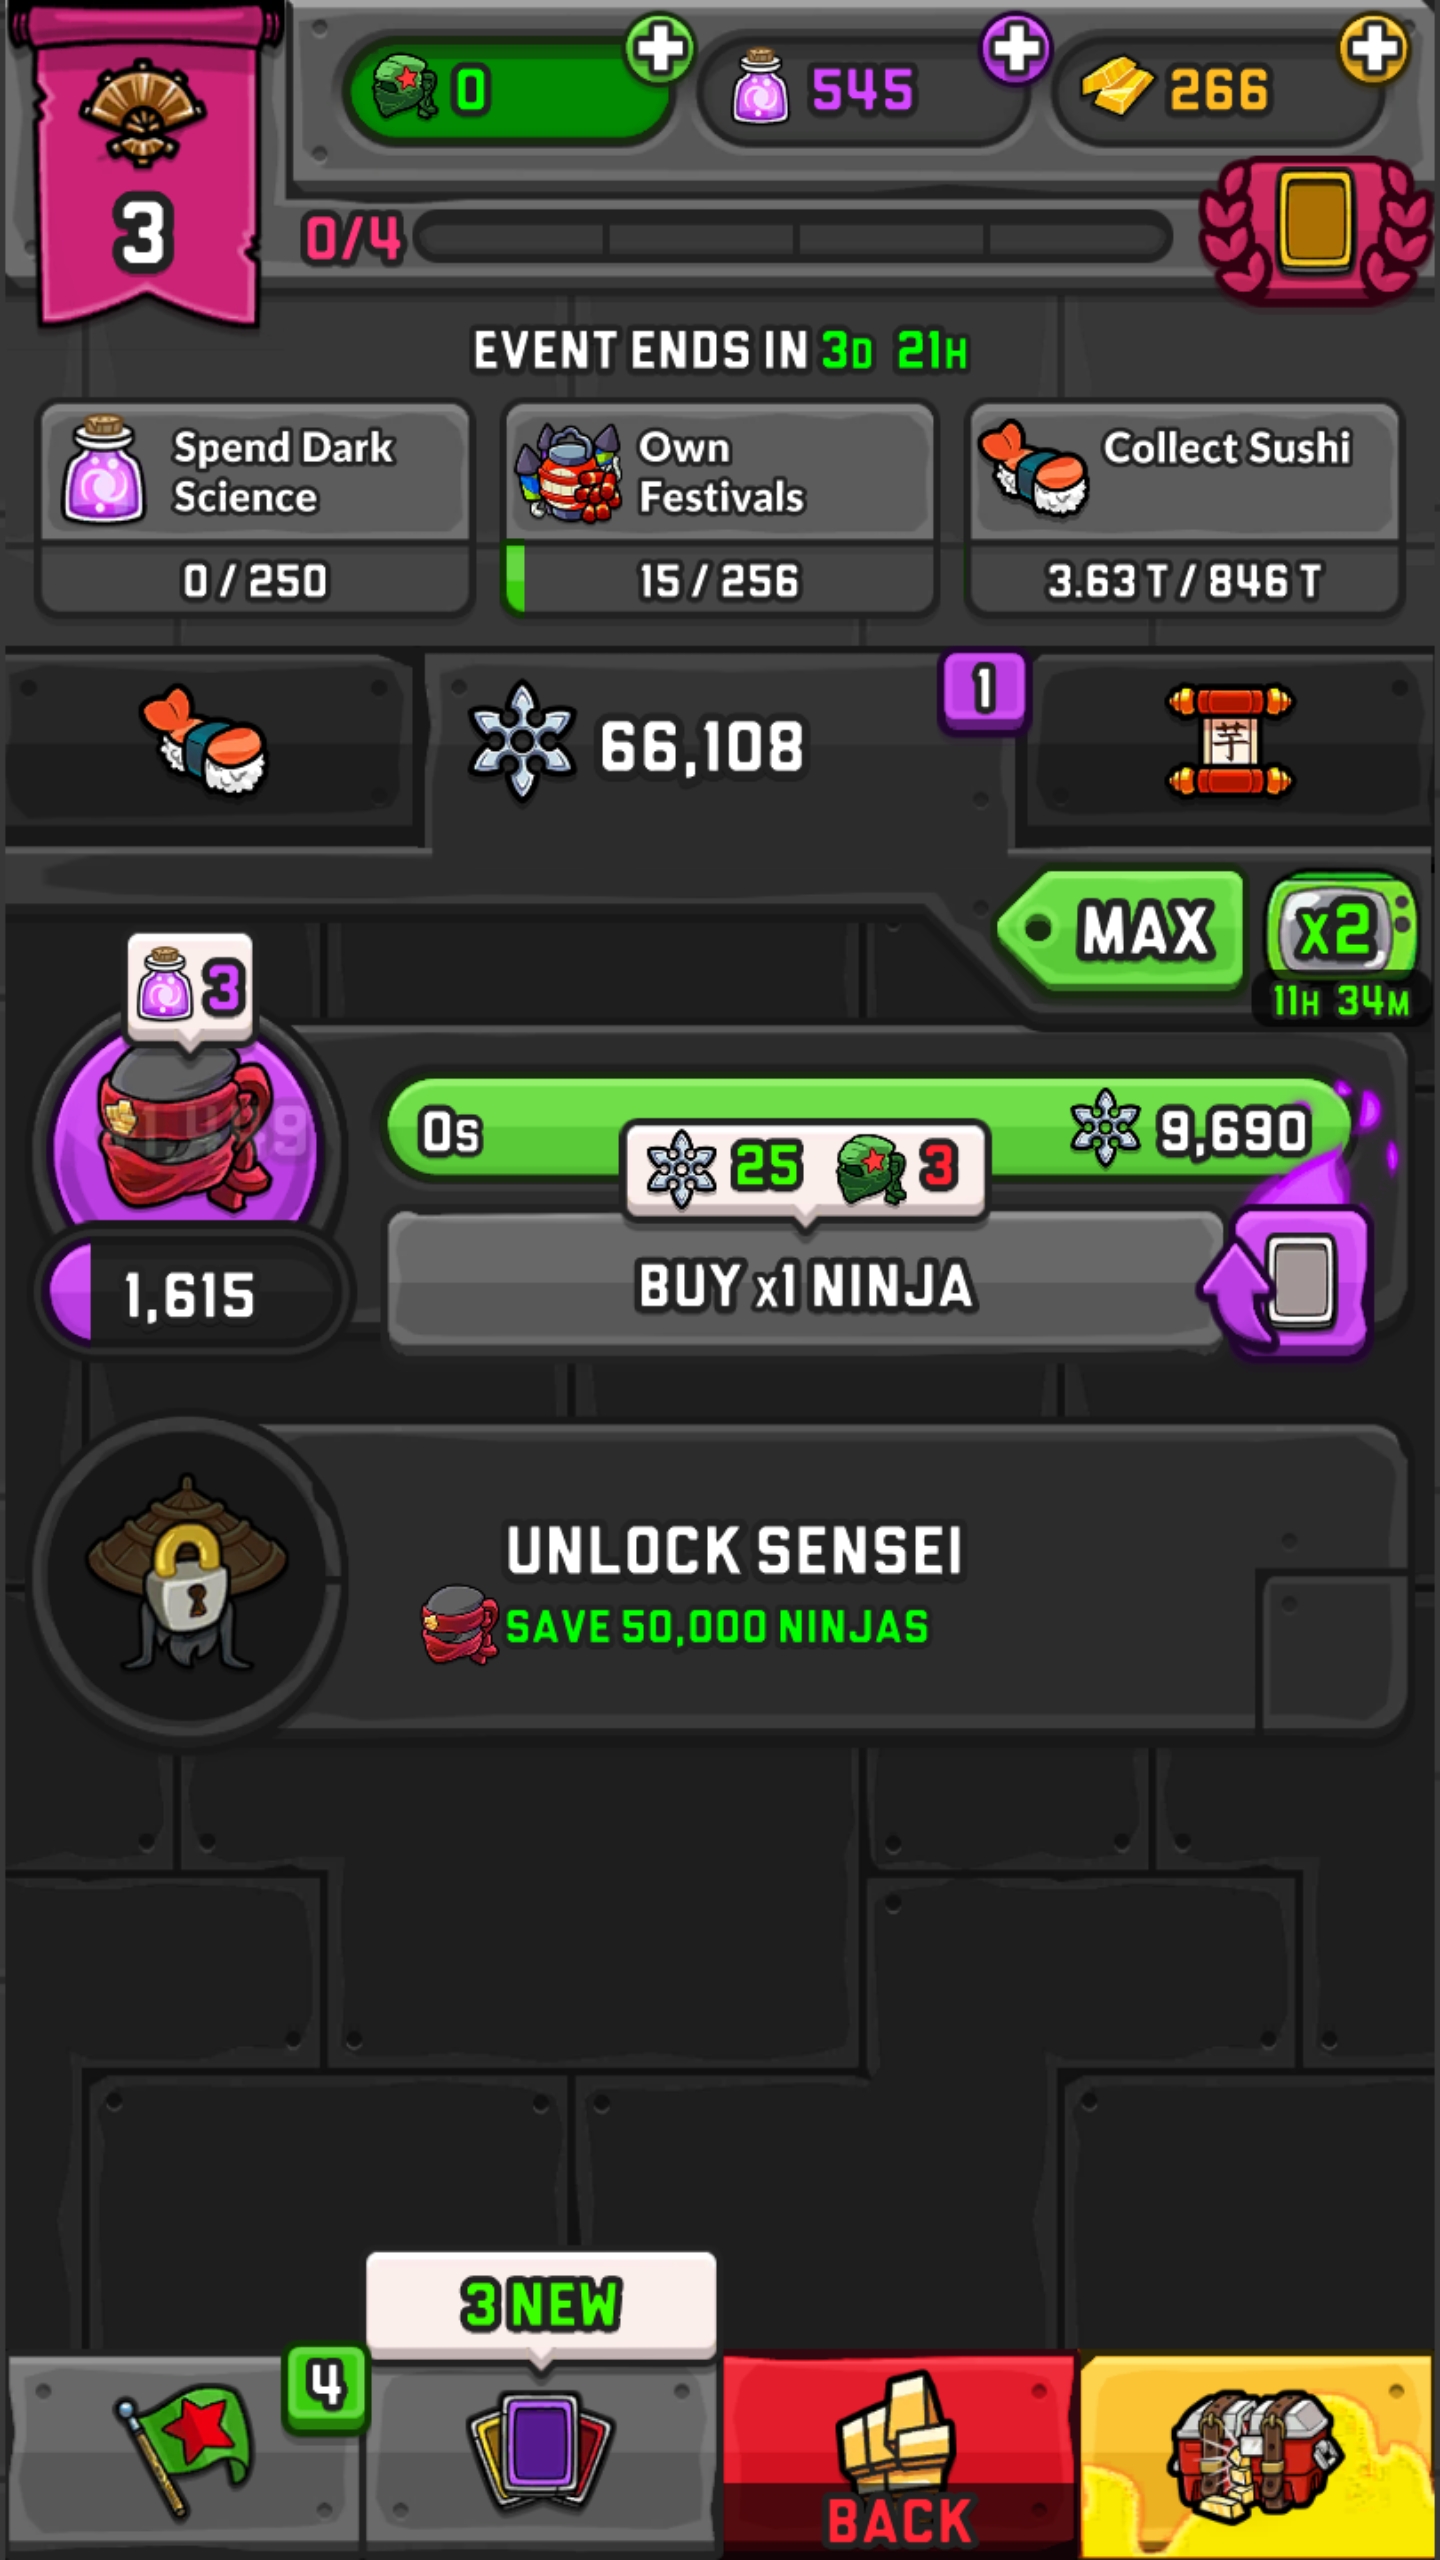 0
545
266
3
0/4
EVENT ENDS IN 3D 21H
Spend Dark
Science
0 / 250
Own
Festivals
15 / 256
Collect Sushi
3.63 T / 846 T
66,108
1
芋
MAX
x2
11H 34M
3
0s
9,690
25
3
1,615
BUY x1 NINJA
UNLOCK SENSEI
SAVE 50,000 NINJAS
3 NEW
4
BACK